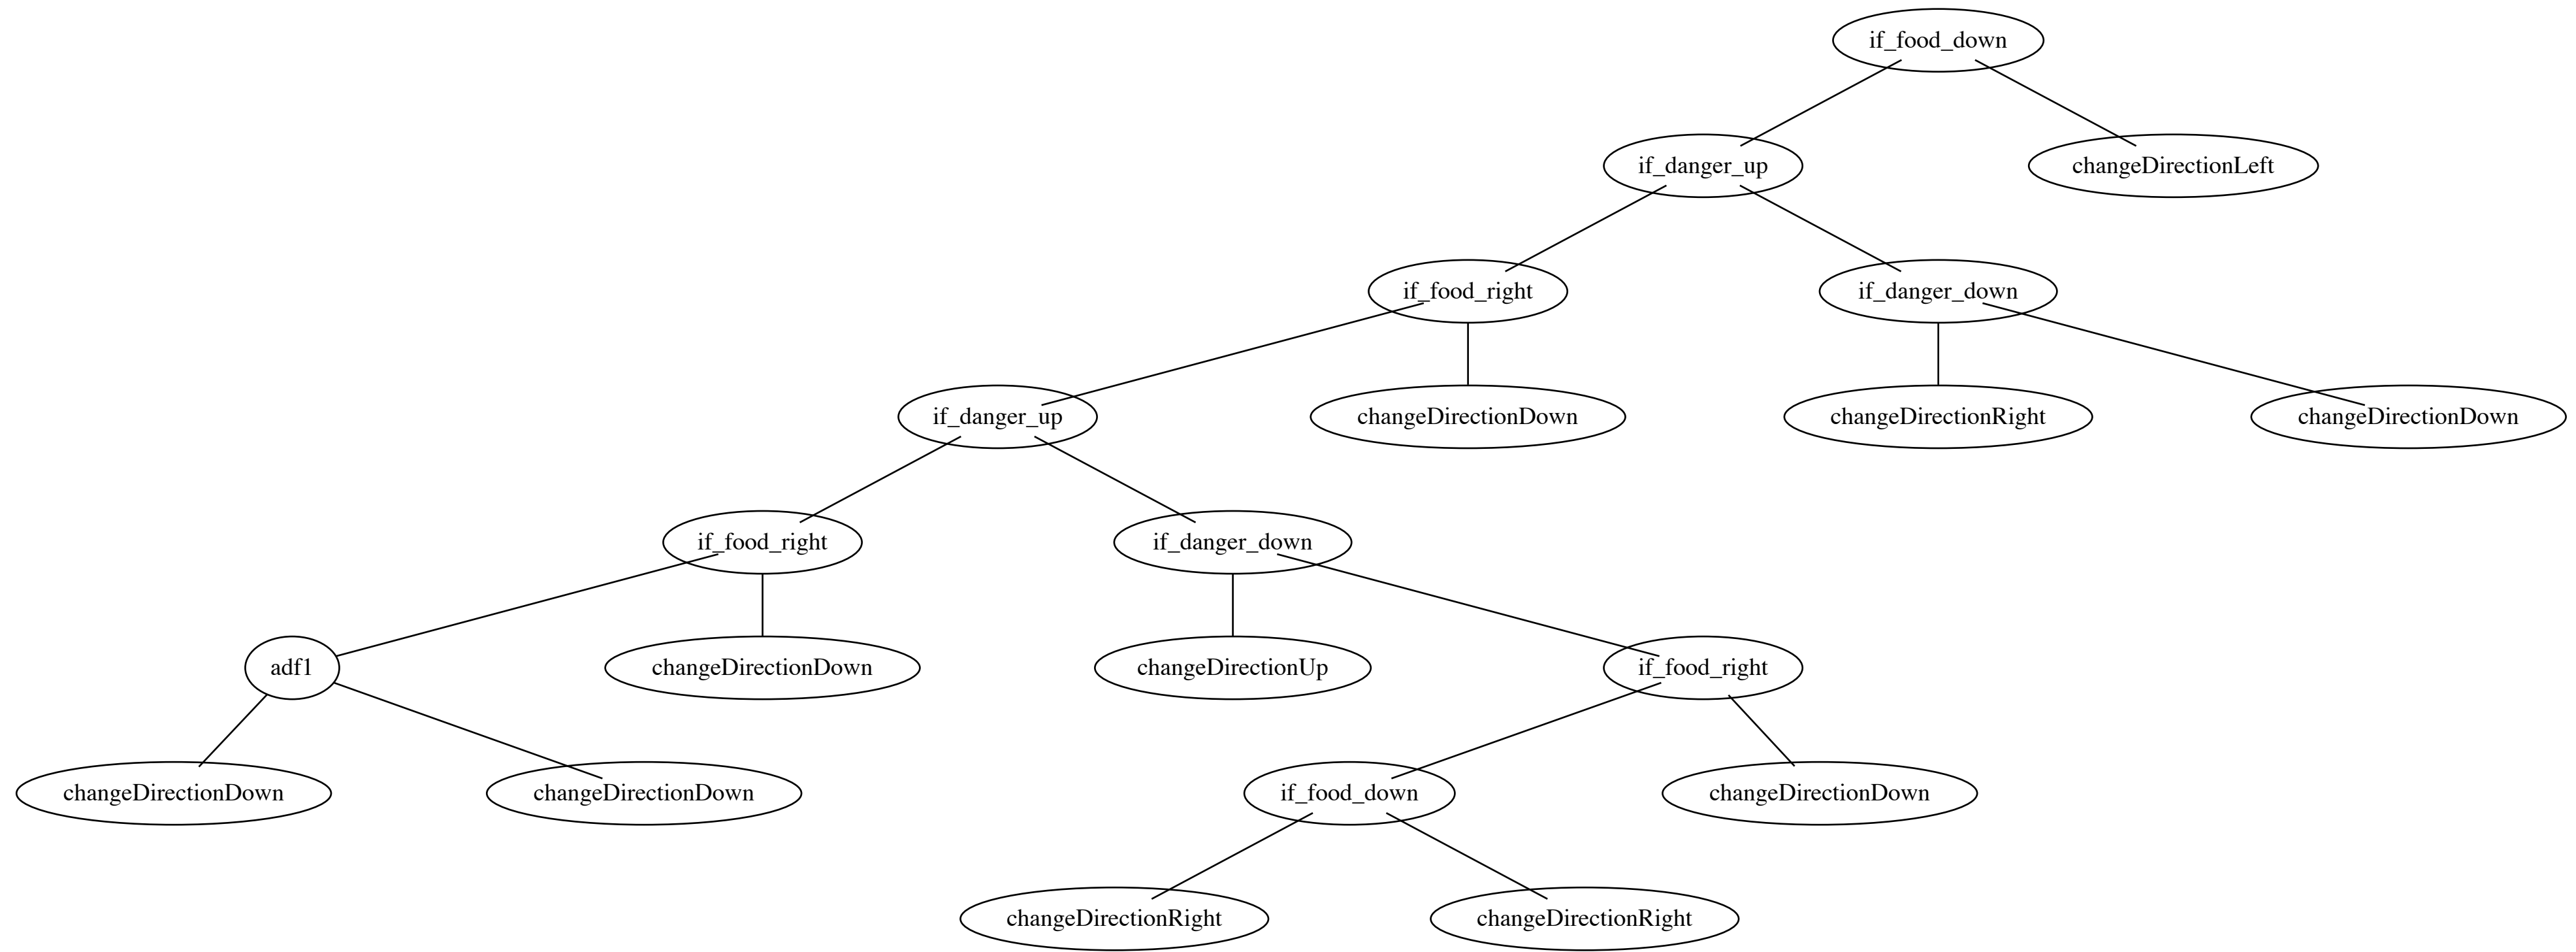 if_food_down
if_danger_up
changeDirectionLeft
if_food_right
if_danger_down
if_danger_up
changeDirectionDown
changeDirectionRight
changeDirectionDown
if_food_right
if_danger_down
adf1
changeDirectionDown
changeDirectionUp
if_food_right
changeDirectionDown
changeDirectionDown
if_food_down
changeDirectionDown
changeDirectionRight
changeDirectionRight